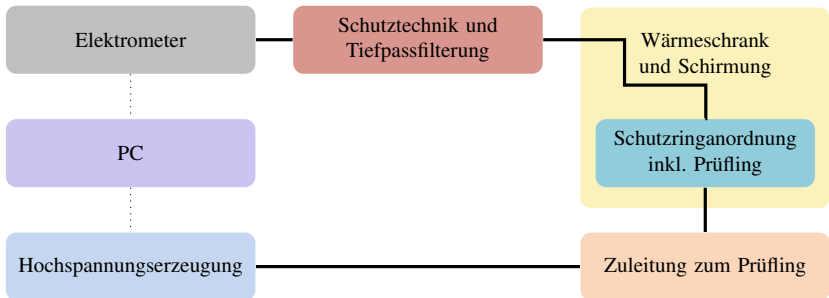 Elektrometer
Schutztechnik und
Tiefpassfilterung
Wärmeschrank
und Schirmung
PC
Schutzringanordnung
inkl. Prüfling
Hochspannungserzeugung
Zuleitung zum Prüfling